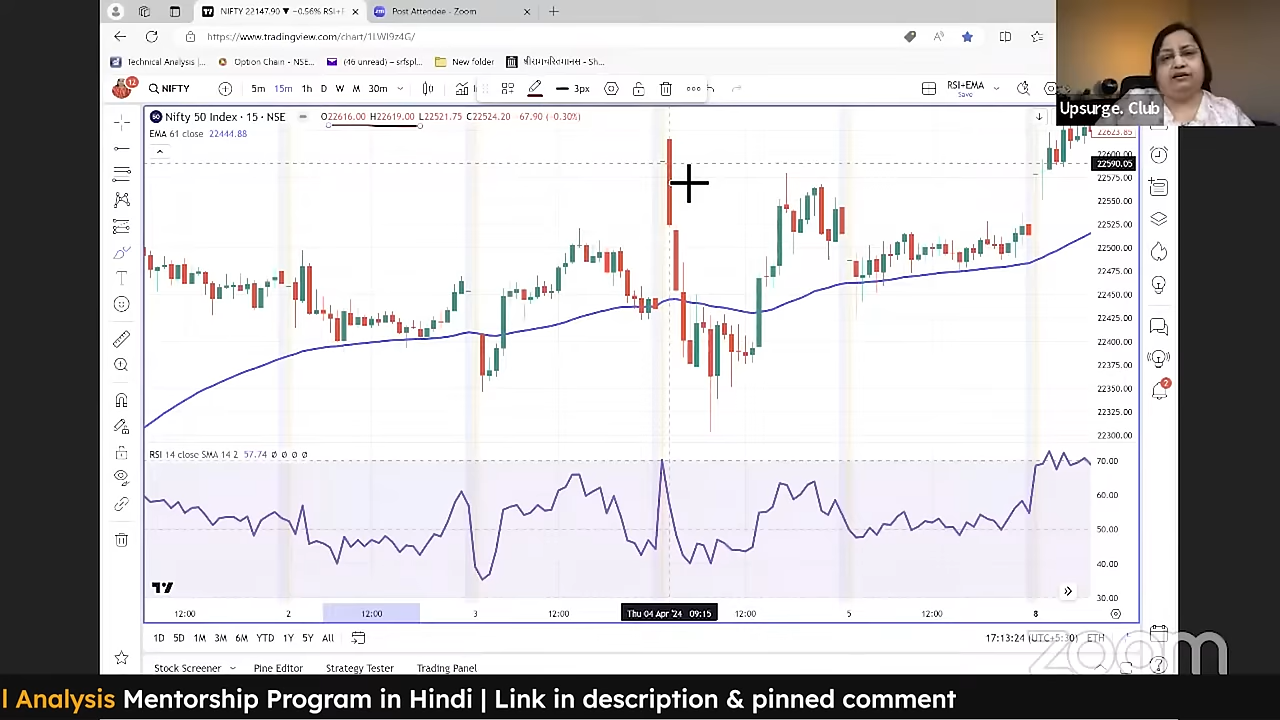 NIFTY 22147.90 ▼ −0.56% RSI+
Post Attendee - Zoom
https://www.tradingview.com/chart/1LWI9z4G/
Technical Analysis |...
Option Chain - NSE...
(46 unread) - srfspl...
New folder
NIFTY
5m 15m 1h D W M 30m
3px
RSI+EMA
Save
Upsurge. Club
Nifty 50 Index · 15 · NSE
O22616.00 H22619.00 L22521.75 C22524.20 −67.90 (−0.30%)
EMA 61 close 22444.88
22623.85
22600.00
22590.05
22575.00
22550.00
22525.00
22500.00
22475.00
22450.00
22425.00
22400.00
22375.00
22350.00
22325.00
22300.00
RSI 14 close SMA 14 2 57.74 ø ø ø ø
70.00
60.00
50.00
40.00
30.00
12:00 2 12:00 3 12:00 Thu 04 Apr '24 09:15 12:00 5 12:00 8
1D 5D 1M 3M 6M YTD 1Y 5Y All
17:13:24 (UTC+5:30) ETH
Stock Screener Pine Editor Strategy Tester Trading Panel
zoom
l Analysis Mentorship Program in Hindi | Link in description & pinned comment